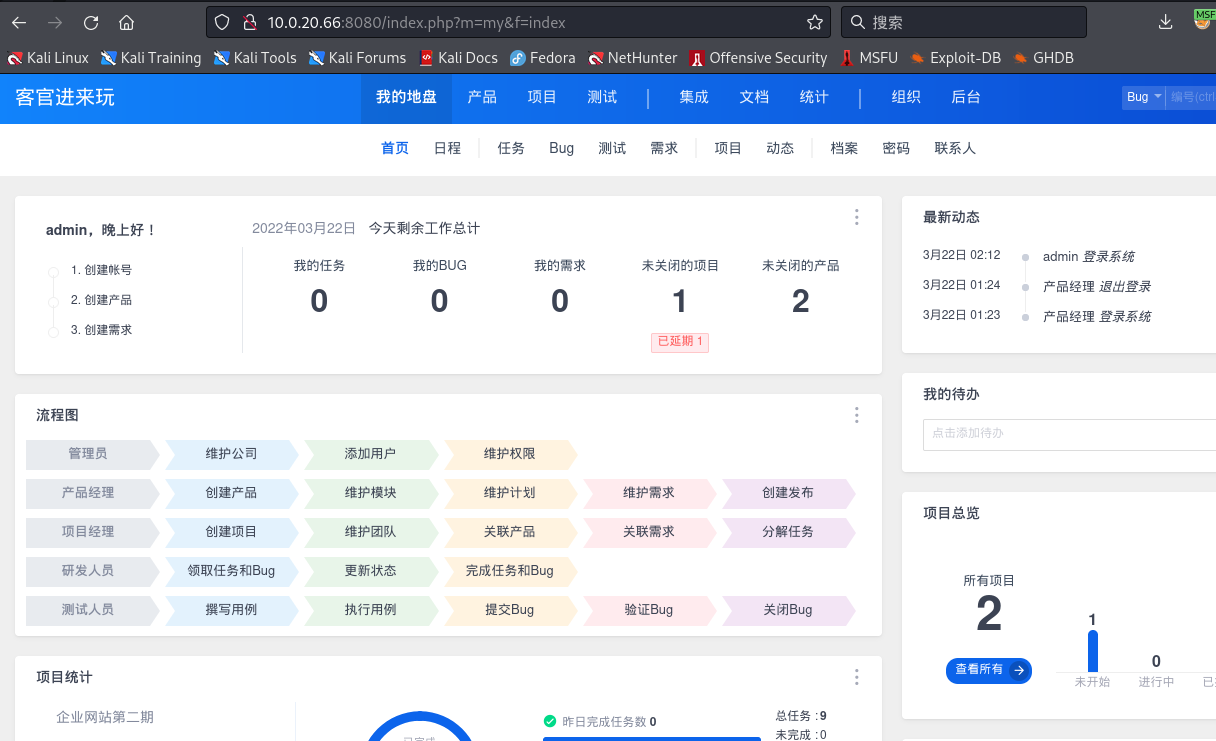 10.0.20.66:8080/index.php?m=my&f=index 搜索 MSF
Kali Linux Kali Training Kali Tools Kali Forums Kali Docs Fedora NetHunter Offensive Security MSFU Exploit-DB GHDB
客官进来玩 我的地盘 产品 项目 测试 | 集成 文档 统计 | 组织 后台 Bug 编号(ctrl
首页 日程 任务 Bug 测试 需求 项目 动态 档案 密码 联系人
admin，晚上好！
1. 创建帐号
2. 创建产品
3. 创建需求
2022年03月22日 今天剩余工作总计
我的任务 我的BUG 我的需求 未关闭的项目 未关闭的产品
0 0 0 1 2
已延期 1
最新动态
3月22日 02:12 admin 登录系统
3月22日 01:24 产品经理 退出登录
3月22日 01:23 产品经理 登录系统
流程图
管理员 维护公司 添加用户 维护权限
产品经理 创建产品 维护模块 维护计划 维护需求 创建发布
项目经理 创建项目 维护团队 关联产品 关联需求 分解任务
研发人员 领取任务和Bug 更新状态 完成任务和Bug
测试人员 撰写用例 执行用例 提交Bug 验证Bug 关闭Bug
我的待办
点击添加待办
项目总览
所有项目
2
查看所有
1 0
未开始 进行中
项目统计
企业网站第二期
已完成
昨日完成任务数 0
总任务 :9
未完成 :0